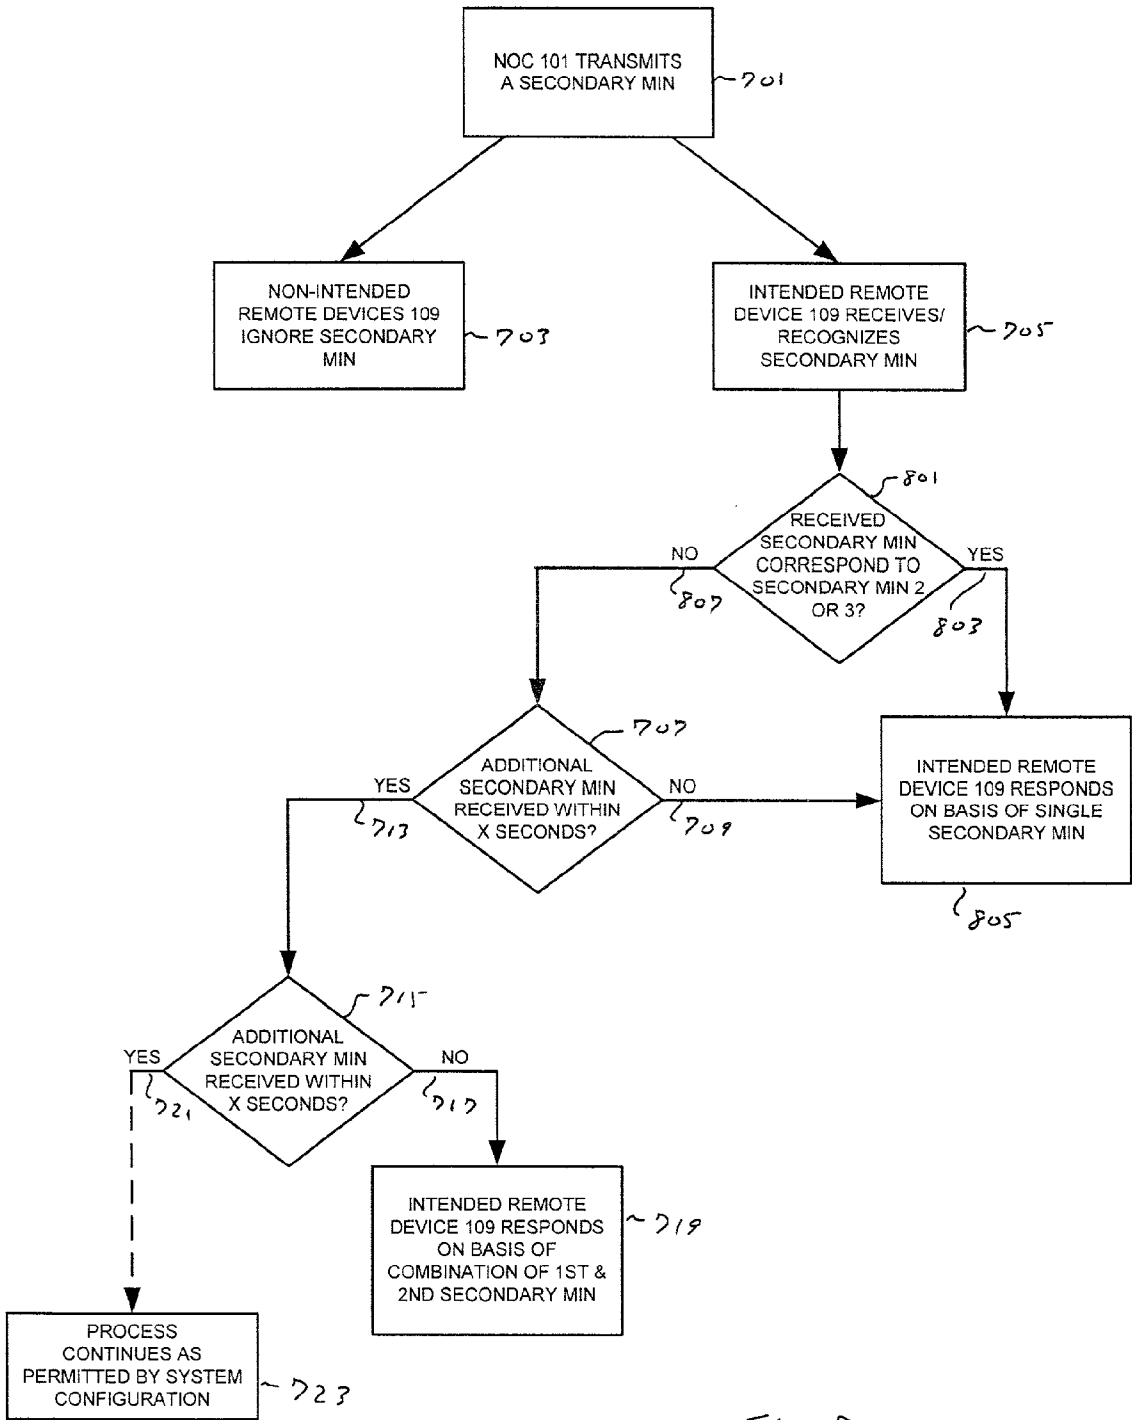 NOC 101 TRANSMITS
A SECONDARY MIN
701
NON-INTENDED
REMOTE DEVICES 109
IGNORE SECONDARY
MIN
703
INTENDED REMOTE
DEVICE 109 RECEIVES/
RECOGNIZES
SECONDARY MIN
705
801
RECEIVED
SECONDARY MIN
CORRESPOND TO
SECONDARY MIN 2
OR 3?
NO
807
YES
803
707
ADDITIONAL
SECONDARY MIN
RECEIVED WITHIN
X SECONDS?
YES
713
NO
709
INTENDED REMOTE
DEVICE 109 RESPONDS
ON BASIS OF SINGLE
SECONDARY MIN
805
715
ADDITIONAL
SECONDARY MIN
RECEIVED WITHIN
X SECONDS?
YES
721
NO
717
INTENDED REMOTE
DEVICE 109 RESPONDS
ON BASIS OF
COMBINATION OF 1ST &
2ND SECONDARY MIN
719
PROCESS
CONTINUES AS
PERMITTED BY SYSTEM
CONFIGURATION
723